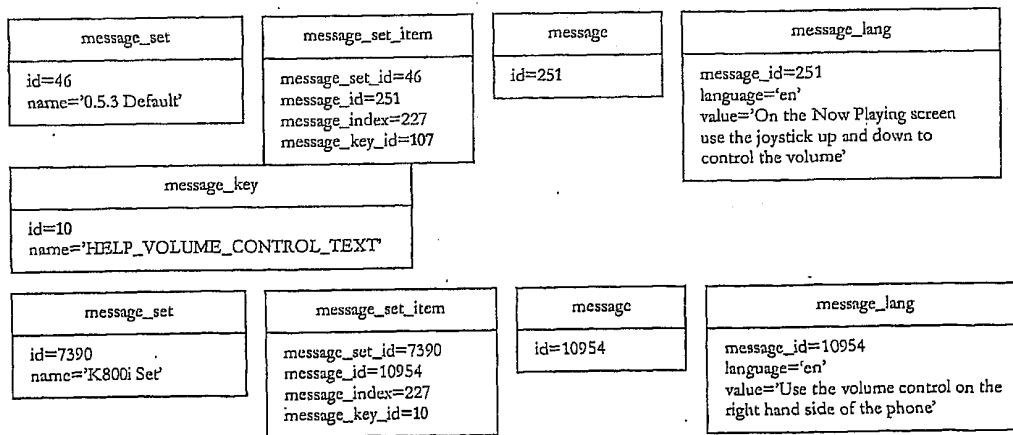 message_set
id=46
name='0.5.3 Default'
message_set_item
message_set_id=46
message_id=251
message_index=227
message_key_id=107
message
id=251
message_lang
message_id=251
language='en'
value='On the Now Playing screen
use the joystick up and down to
control the volume'
message_key
id=10
name='HELP_VOLUME_CONTROL_TEXT'
message_set
id=7390
name='K800i Set'
message_set_item
message_set_id=7390
message_id=10954
message_index=227
message_key_id=10
message
id=10954
message_lang
message_id=10954
language='en'
value='Use the volume control on the
right hand side of the phone'